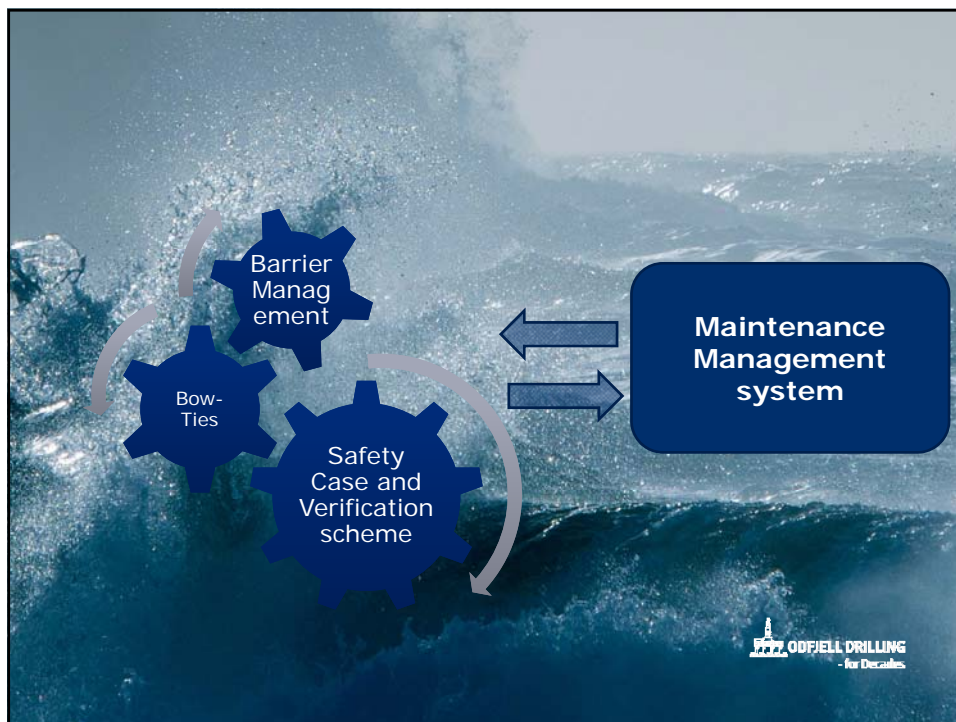 Barrier
Manag
ement
Bow-
Ties
Safety
Case and
Verification
scheme
Maintenance
Management
system
ODFJELL DRILLING
- for Decades